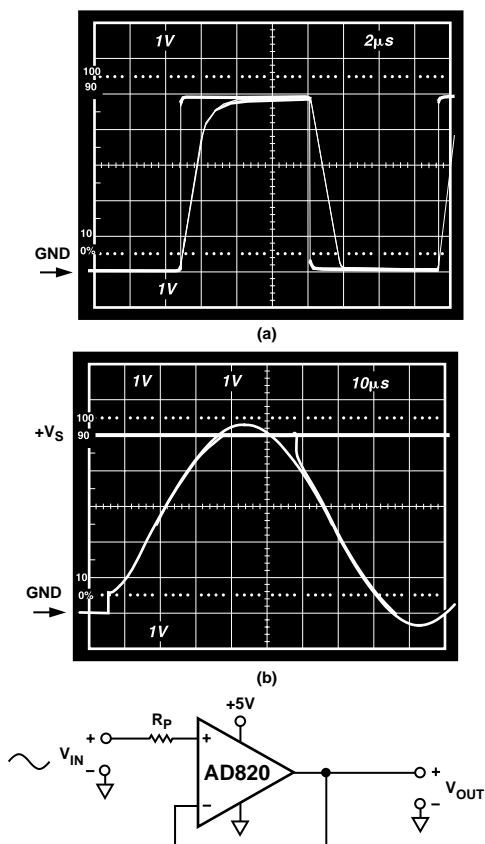 1V 2µs
100
90
10
0%
GND
1V
(a)
1V 1V 10µs
100
90
+VS
10
0%
GND
1V
(b)
+5V
RP
+ +
VIN
AD820
+
VOUT
– – –